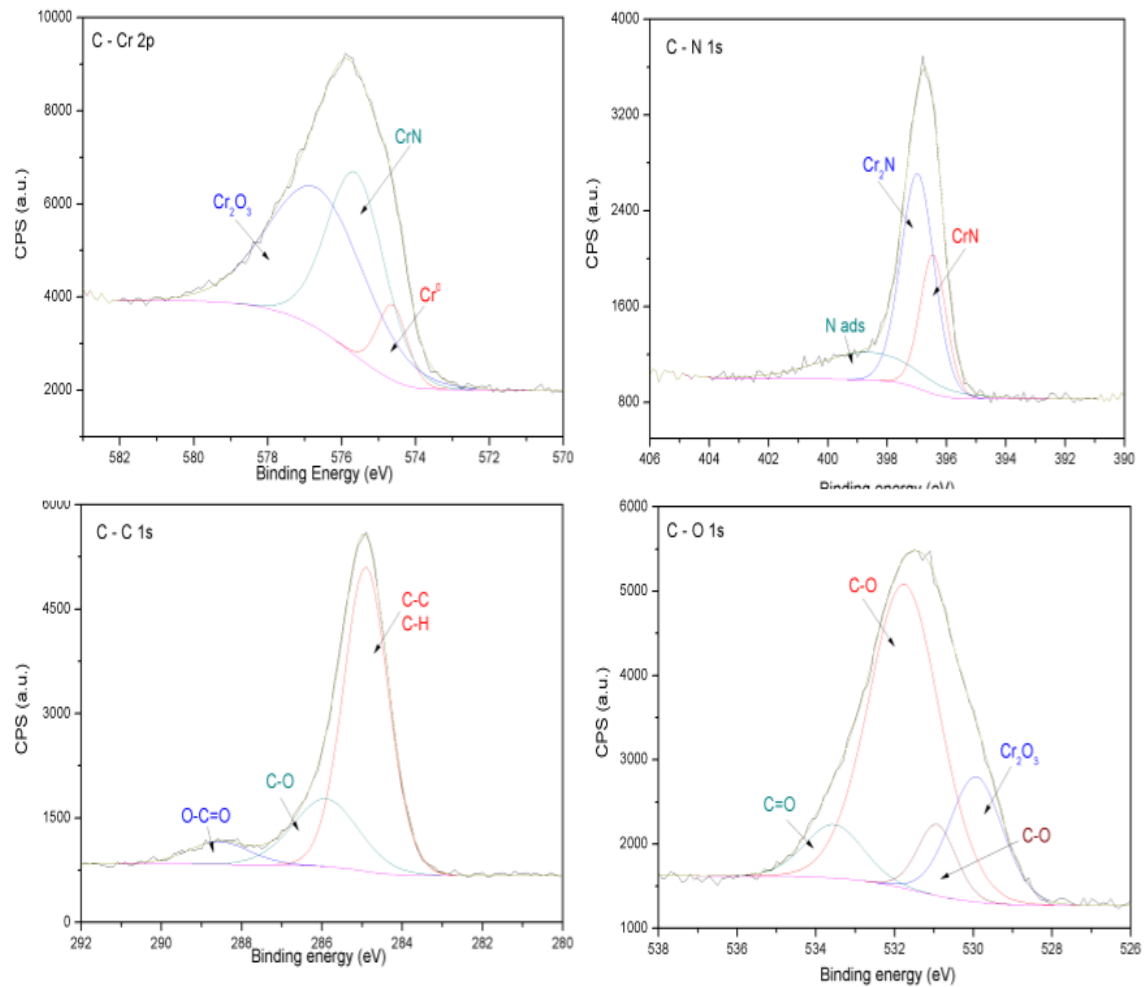 C - Cr 2p
CPS (a.u.)
10000
8000
6000
4000
2000
Cr₂O₃
CrN
Cr⁰
582 580 578 576 574 572 570
Binding Energy (eV)
C - N 1s
CPS (a.u.)
4000
3200
2400
1600
800
Cr₂N
CrN
N ads
406 404 402 400 398 396 394 392 390
Binding energy (eV)
C - C 1s
CPS (a.u.)
6000
4500
3000
1500
0
C-C
C-H
C-O
O-C=O
292 290 288 286 284 282 280
Binding energy (eV)
C - O 1s
CPS (a.u.)
6000
5000
4000
3000
2000
1000
C-O
Cr₂O₃
C=O
C-O
538 536 534 532 530 528 526
Binding energy (eV)